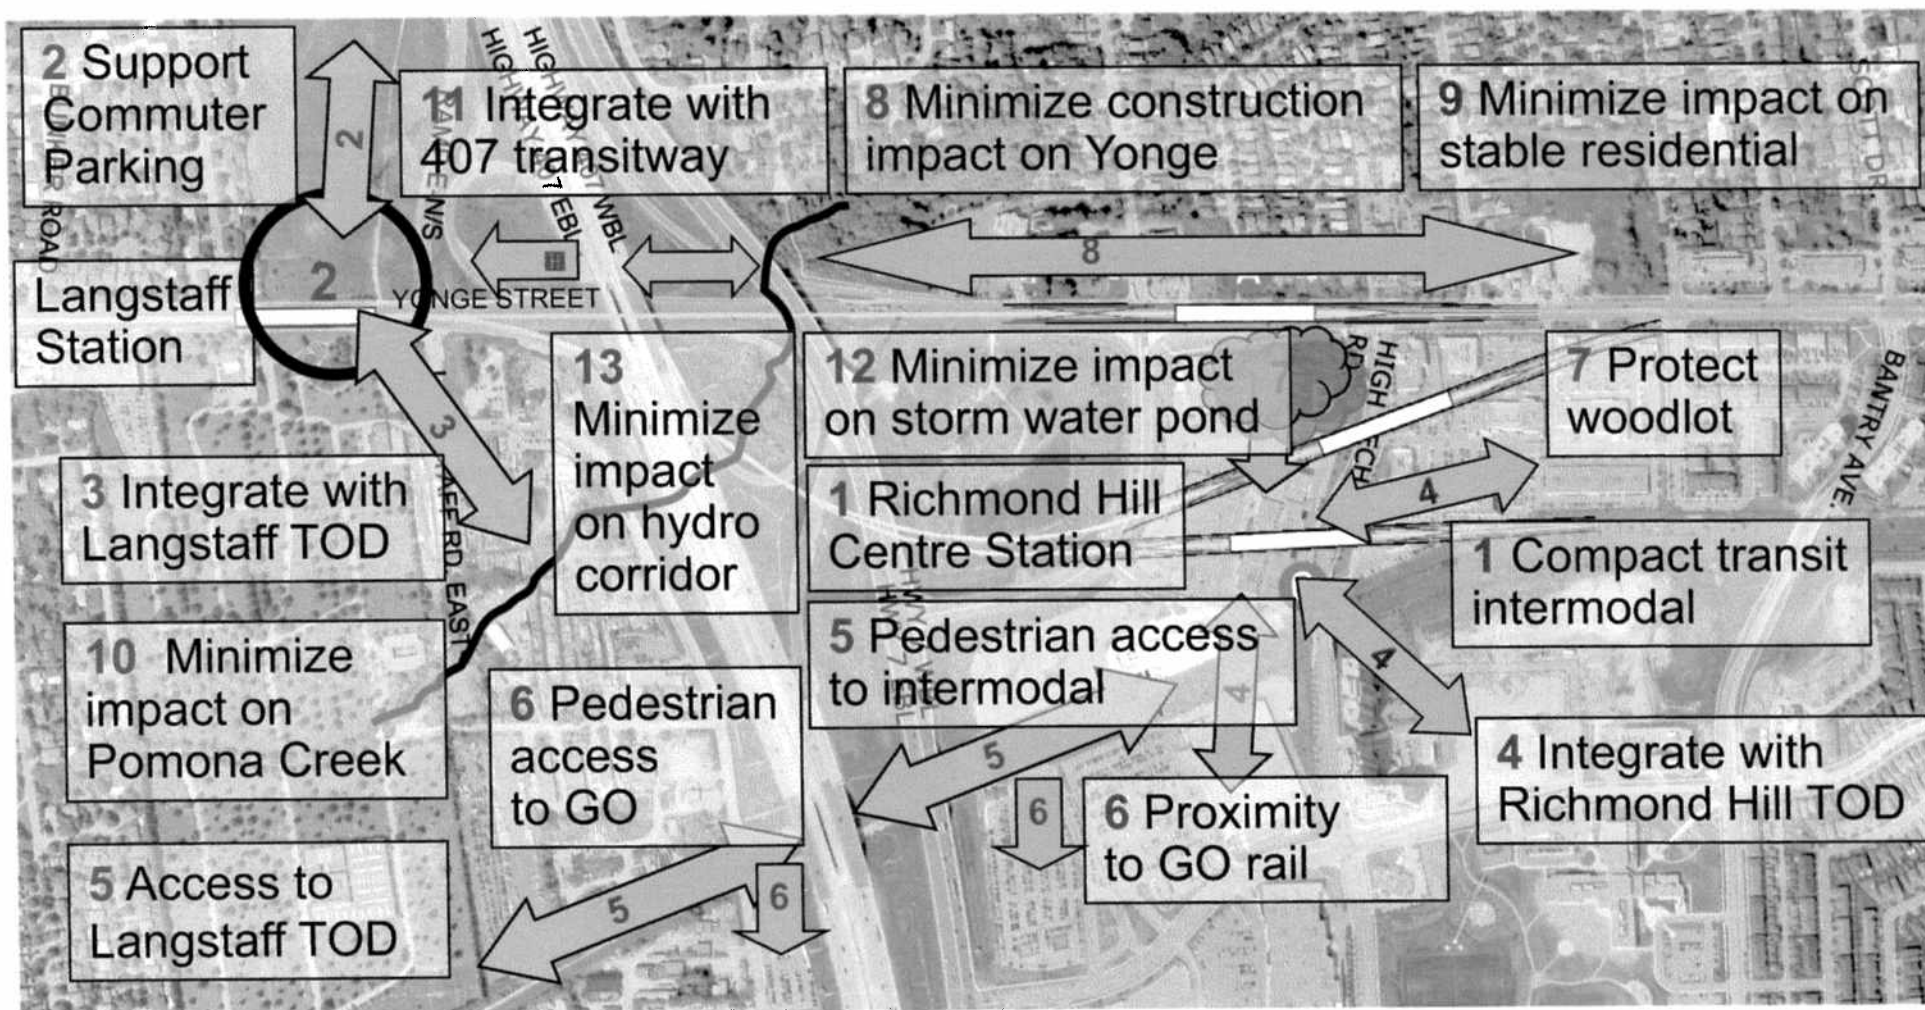 2 Support
Commuter
Parking
11 Integrate with
407 transitway
8 Minimize construction
impact on Yonge
9 Minimize impact on
stable residential
2
8
Langstaff
Station
2
YONGE STREET
13
Minimize
impact
on hydro
corridor
12 Minimize impact
on storm water pond
HIGH TECH
RD
7 Protect
woodlot
BANTRY AVE.
3
3 Integrate with
Langstaff TOD
1 Richmond Hill
Centre Station
4
1 Compact transit
intermodal
5 Pedestrian access
to intermodal
10 Minimize
impact on
Pomona Creek
6 Pedestrian
access
to GO
4
4
5
4 Integrate with
Richmond Hill TOD
6
6 Proximity
to GO rail
5 Access to
Langstaff TOD
5
6